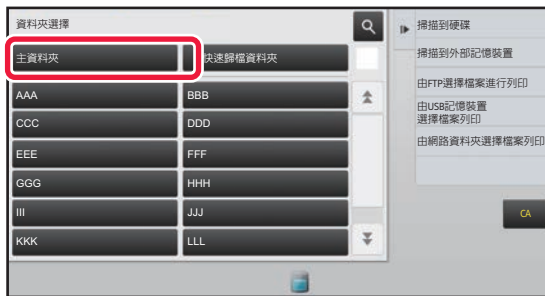 資料夾選擇
主資料夾
快速歸檔資料夾
AAA
BBB
CCC
DDD
EEE
FFF
GGG
HHH
III
JJJ
KKK
LLL
掃描到硬碟
掃描到外部記憶裝置
由FTP選擇檔案進行列印
由USB記憶裝置
選擇檔案列印
由網路資料夾選擇檔案列印
CA